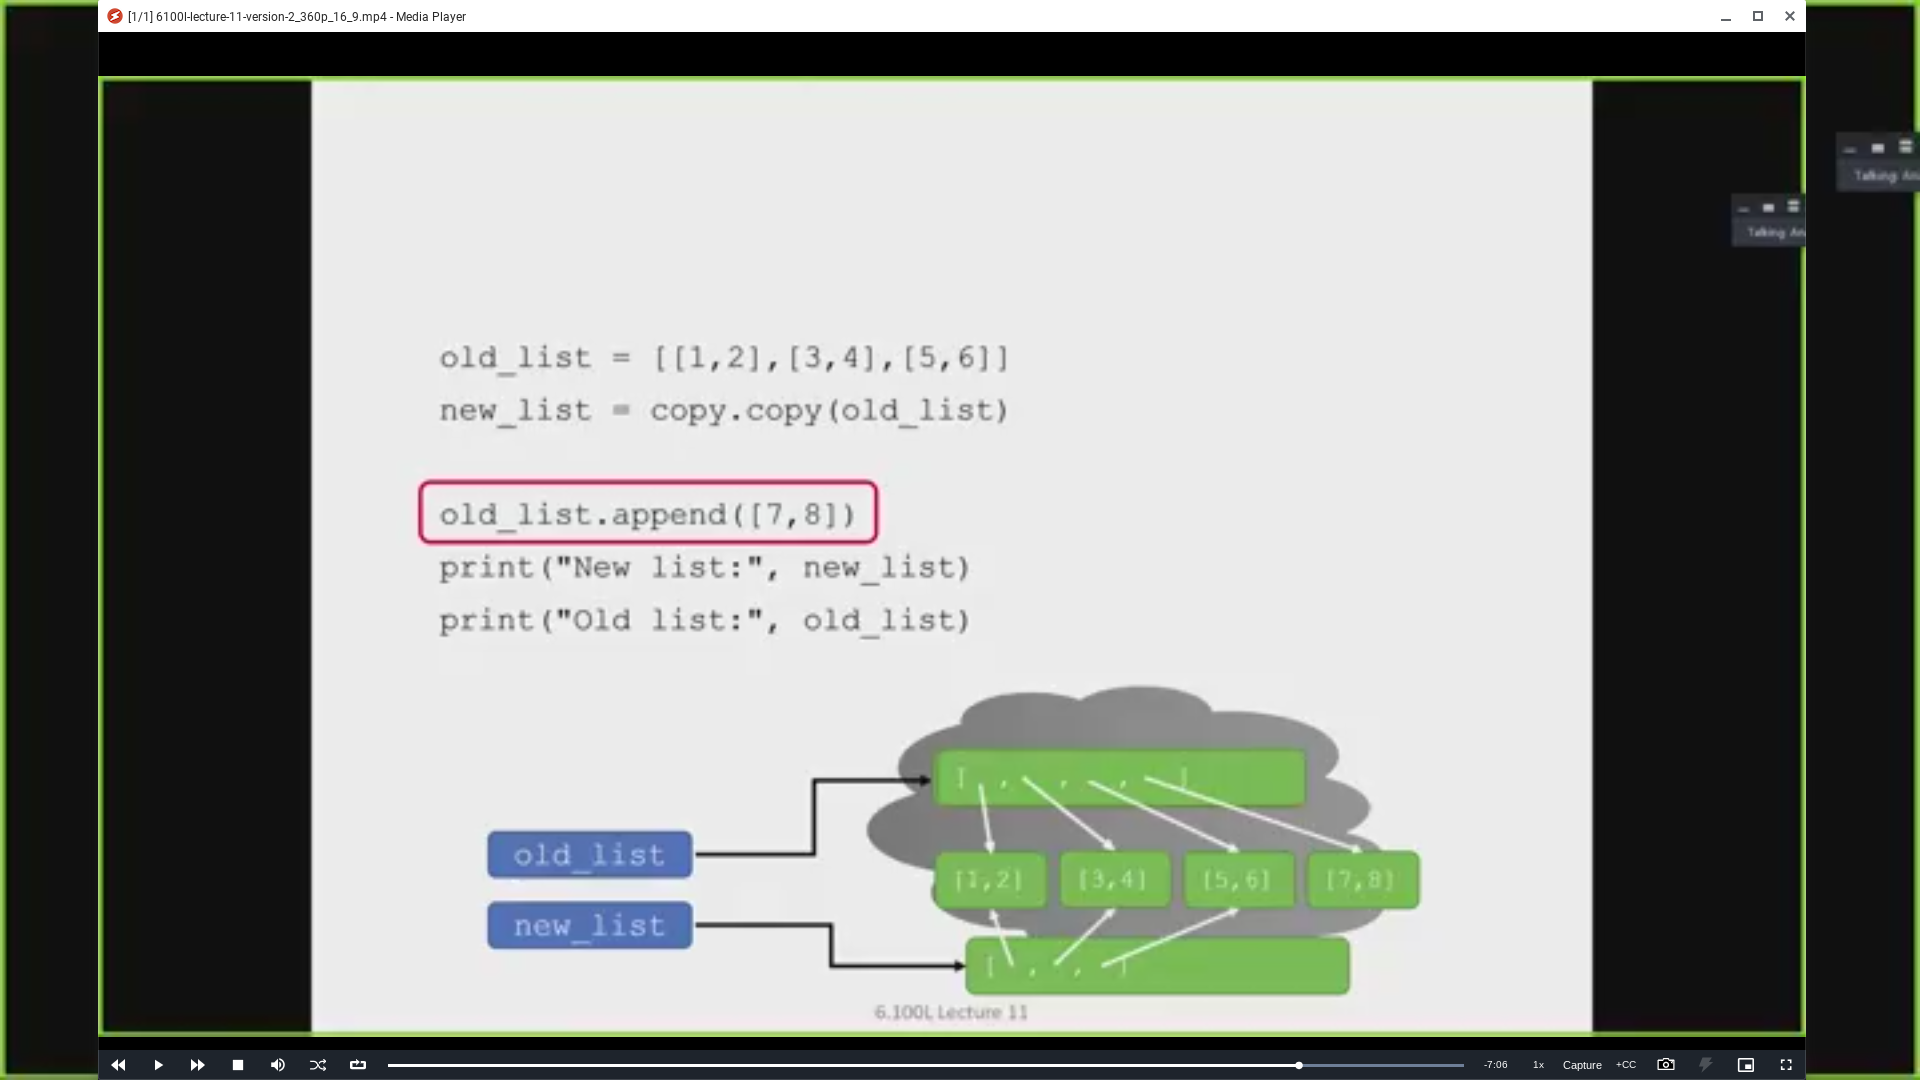 [1/1] 6100l-lecture-11-version-2_360p_16_9.mp4 - Media Player
Talking:
Talking:
old_list = [[1,2],[3,4],[5,6]]
new_list = copy.copy(old_list)
old_list.append([7,8])
print("New list:", new_list)
print("Old list:", old_list)
[ , , , ]
old_list
[1,2] [3,4] [5,6] [7,8]
new_list
[ , , ]
6.100L Lecture 11
-7:06 1x Capture +CC